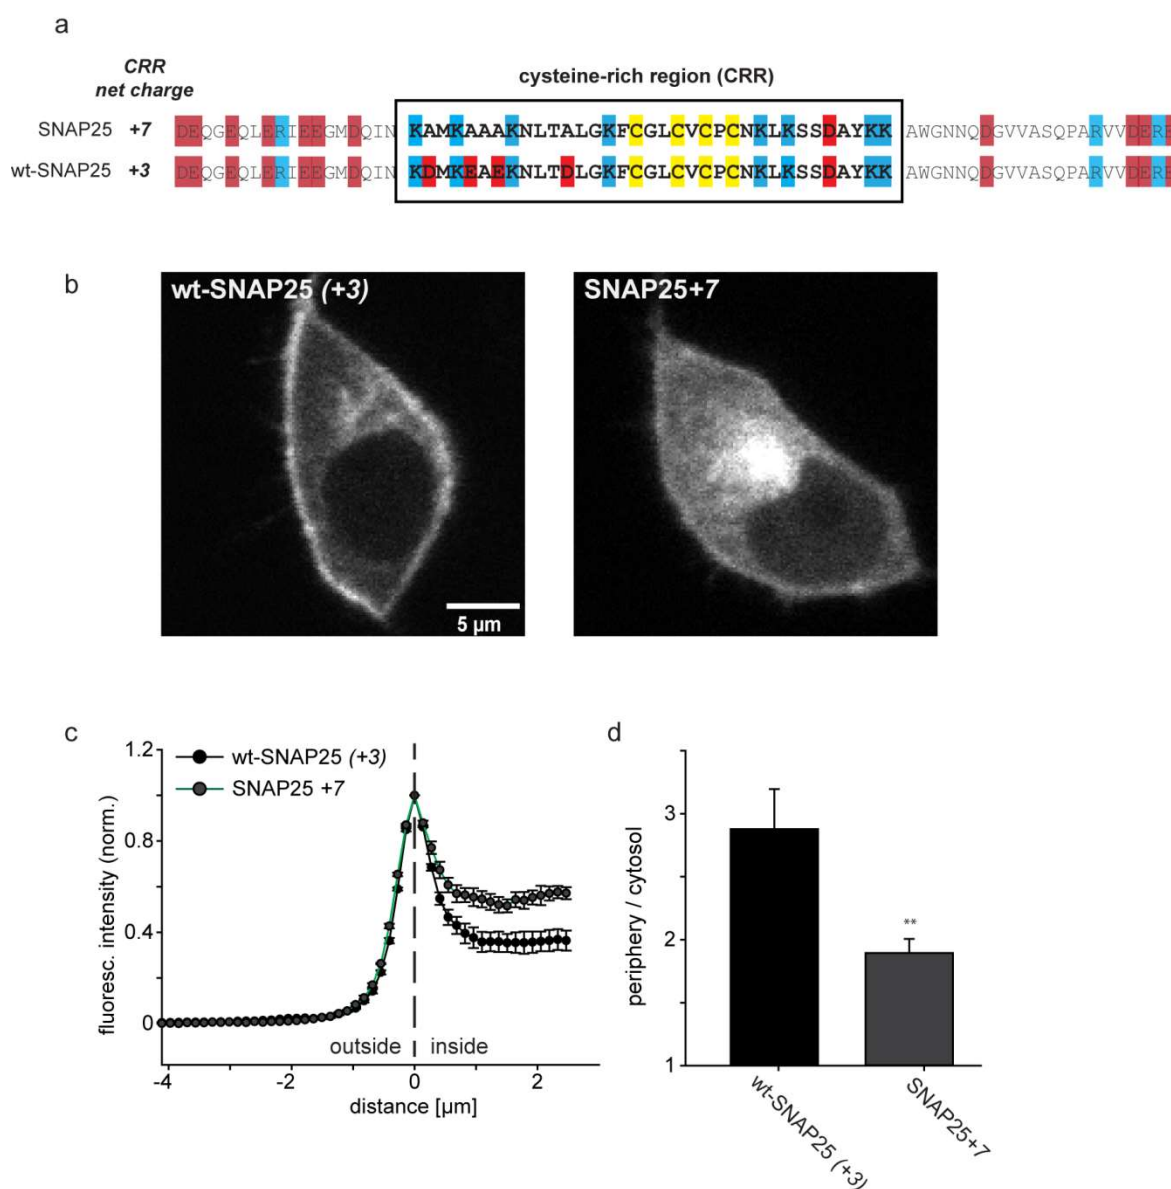 a
CRR
net charge
cysteine-rich region (CRR)
SNAP25 +7 DEQGEQLERIEEGMDQIN KAMKAAAKNLTALGKFCGLCVCPCNKLKSSDAYKK AWGNNQDGVVASQPARVVDERE
wt-SNAP25 +3 DEQGEQLERIEEGMDQIN KDMKEAEKNLTDLGKFCGLCVCPCNKLKSSDAYKK AWGNNQDGVVASQPARVVDERE
b
wt-SNAP25 (+3)
SNAP25+7
5 µm
c
1.2
0.8
0.4
0
fluoresc. intensity (norm.)
wt-SNAP25 (+3)
SNAP25 +7
outside
inside
-4
-2
0
2
distance [µm]
d
3
2
1
periphery / cytosol
**
wt-SNAP25 (+3)
SNAP25+7